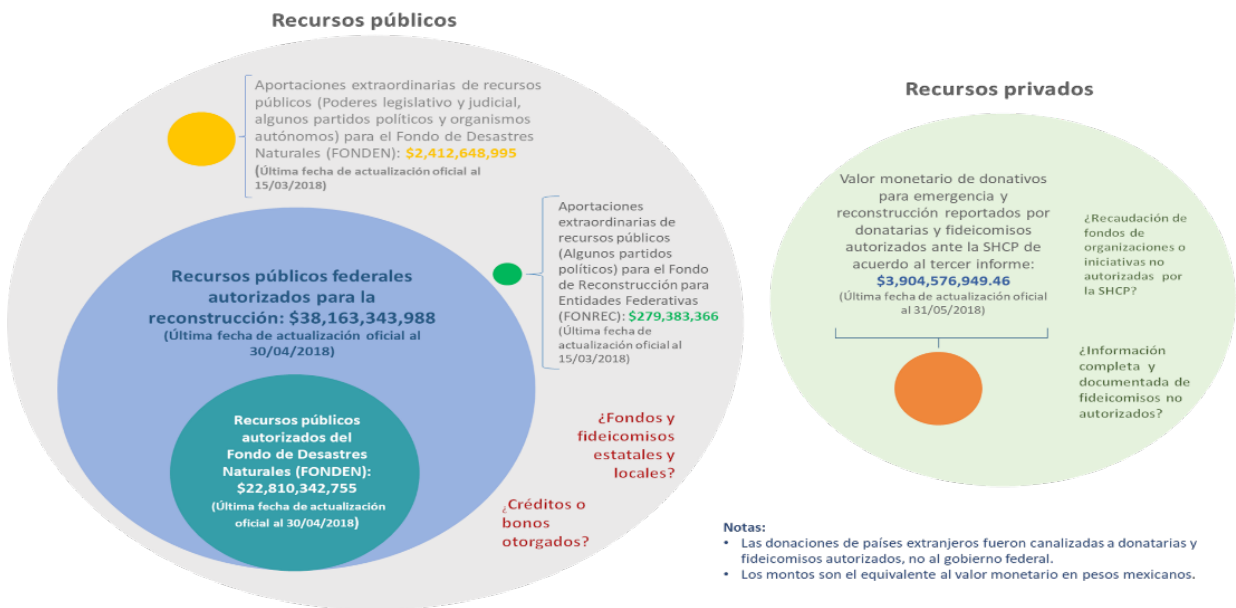 Recursos públicos
Aportaciones extraordinarias de recursos
públicos (Poderes legislativo y judicial,
algunos partidos políticos y organismos
autónomos) para el Fondo de Desastres
Naturales (FONDEN): $2,412,648,995
(Última fecha de actualización oficial al
15/03/2018)
Aportaciones
extraordinarias de
recursos públicos
(Algunos partidos
políticos) para el Fondo
de Reconstrucción para
Entidades Federativas
(FONREC): $279,383,366
(Última fecha de
actualización oficial al
15/03/2018)
Recursos públicos federales
autorizados para la
reconstrucción: $38,163,343,988
(Última fecha de actualización oficial al
30/04/2018)
Recursos públicos
autorizados del
Fondo de Desastres
Naturales (FONDEN):
$22,810,342,755
(Última fecha de actualización
oficial al 30/04/2018)
¿Fondos y
fideicomisos
estatales y
locales?
¿Créditos o
bonos
otorgados?
Recursos privados
Valor monetario de donativos
para emergencia y
reconstrucción reportados por
donatarias y fideicomisos
autorizados ante la SHCP de
acuerdo al tercer informe:
$3,904,576,949.46
(Última fecha de actualización oficial
al 31/05/2018)
¿Recaudación de
fondos de
organizaciones o
iniciativas no
autorizadas por
la SHCP?
¿Información
completa y
documentada de
fideicomisos no
autorizados?
Notas:
• Las donaciones de países extranjeros fueron canalizadas a donatarias y
fideicomisos autorizados, no al gobierno federal.
• Los montos son el equivalente al valor monetario en pesos mexicanos.